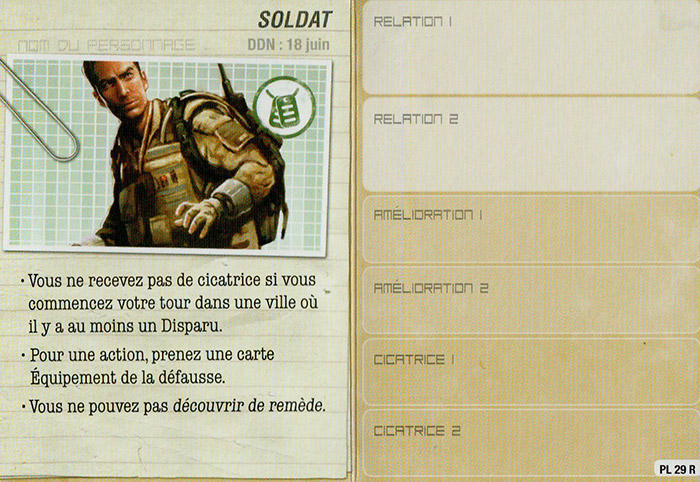 SOLDAT
NOM DU PERSONNAGE
DDN : 18 juin
· Vous ne recevez pas de cicatrice si vous
commencez votre tour dans une ville où
il y a au moins un Disparu.
· Pour une action, prenez une carte
Équipement de la défausse.
· Vous ne pouvez pas découvrir de remède.
RELATION 1
RELATION 2
AMÉLIORATION 1
AMÉLIORATION 2
CICATRICE 1
CICATRICE 2
PL 29 R